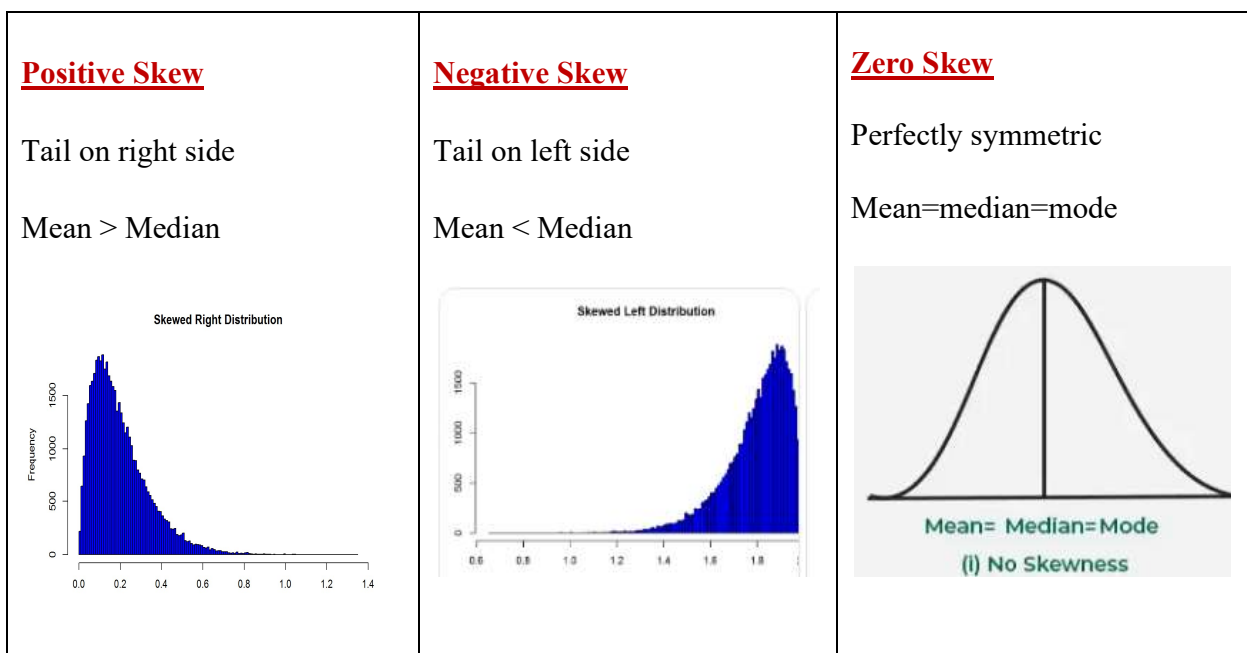 Positive Skew
Tail on right side
Mean > Median
Skewed Right Distribution
Frequency
1500
1000
500
0
0.0 0.2 0.4 0.6 0.8 1.0 1.2 1.4
Negative Skew
Tail on left side
Mean < Median
Skewed Left Distribution
1500
1000
500
0
0.6 0.8 1.0 1.2 1.4 1.6 1.8
Zero Skew
Perfectly symmetric
Mean=median=mode
Mean= Median=Mode
(i) No Skewness